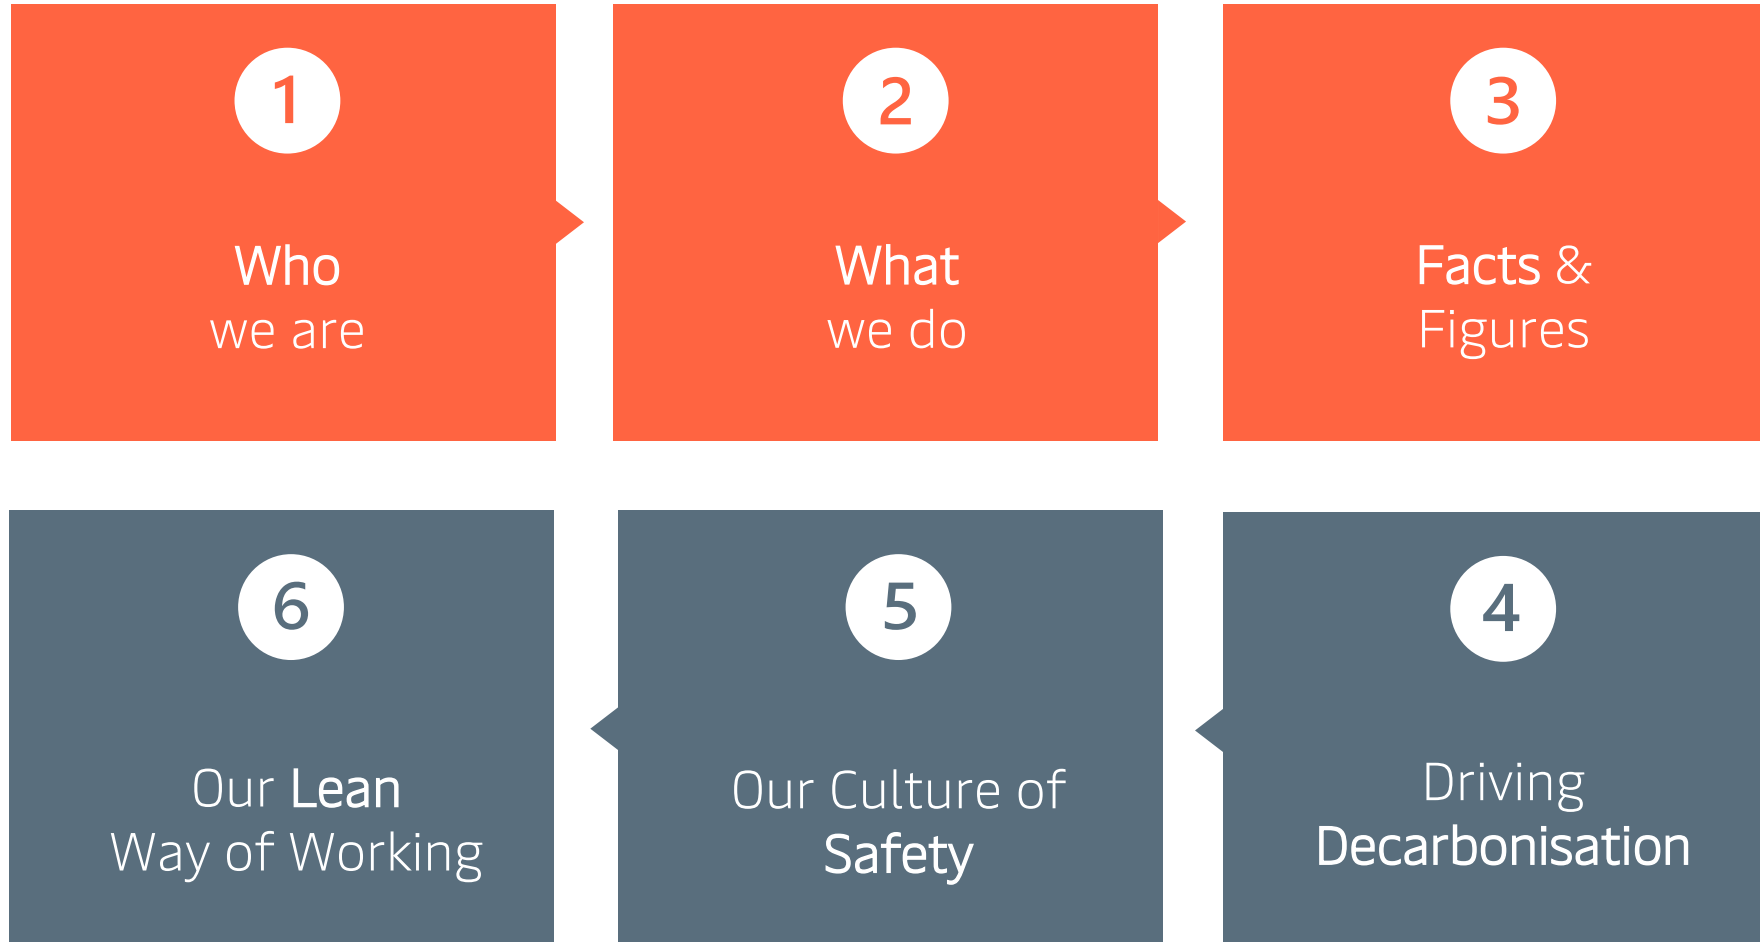 1
Who
we are
2
What
we do
3
Facts &
Figures
4
Driving
Decarbonisation
5
Our Culture of
Safety
6
Our Lean
Way of Working